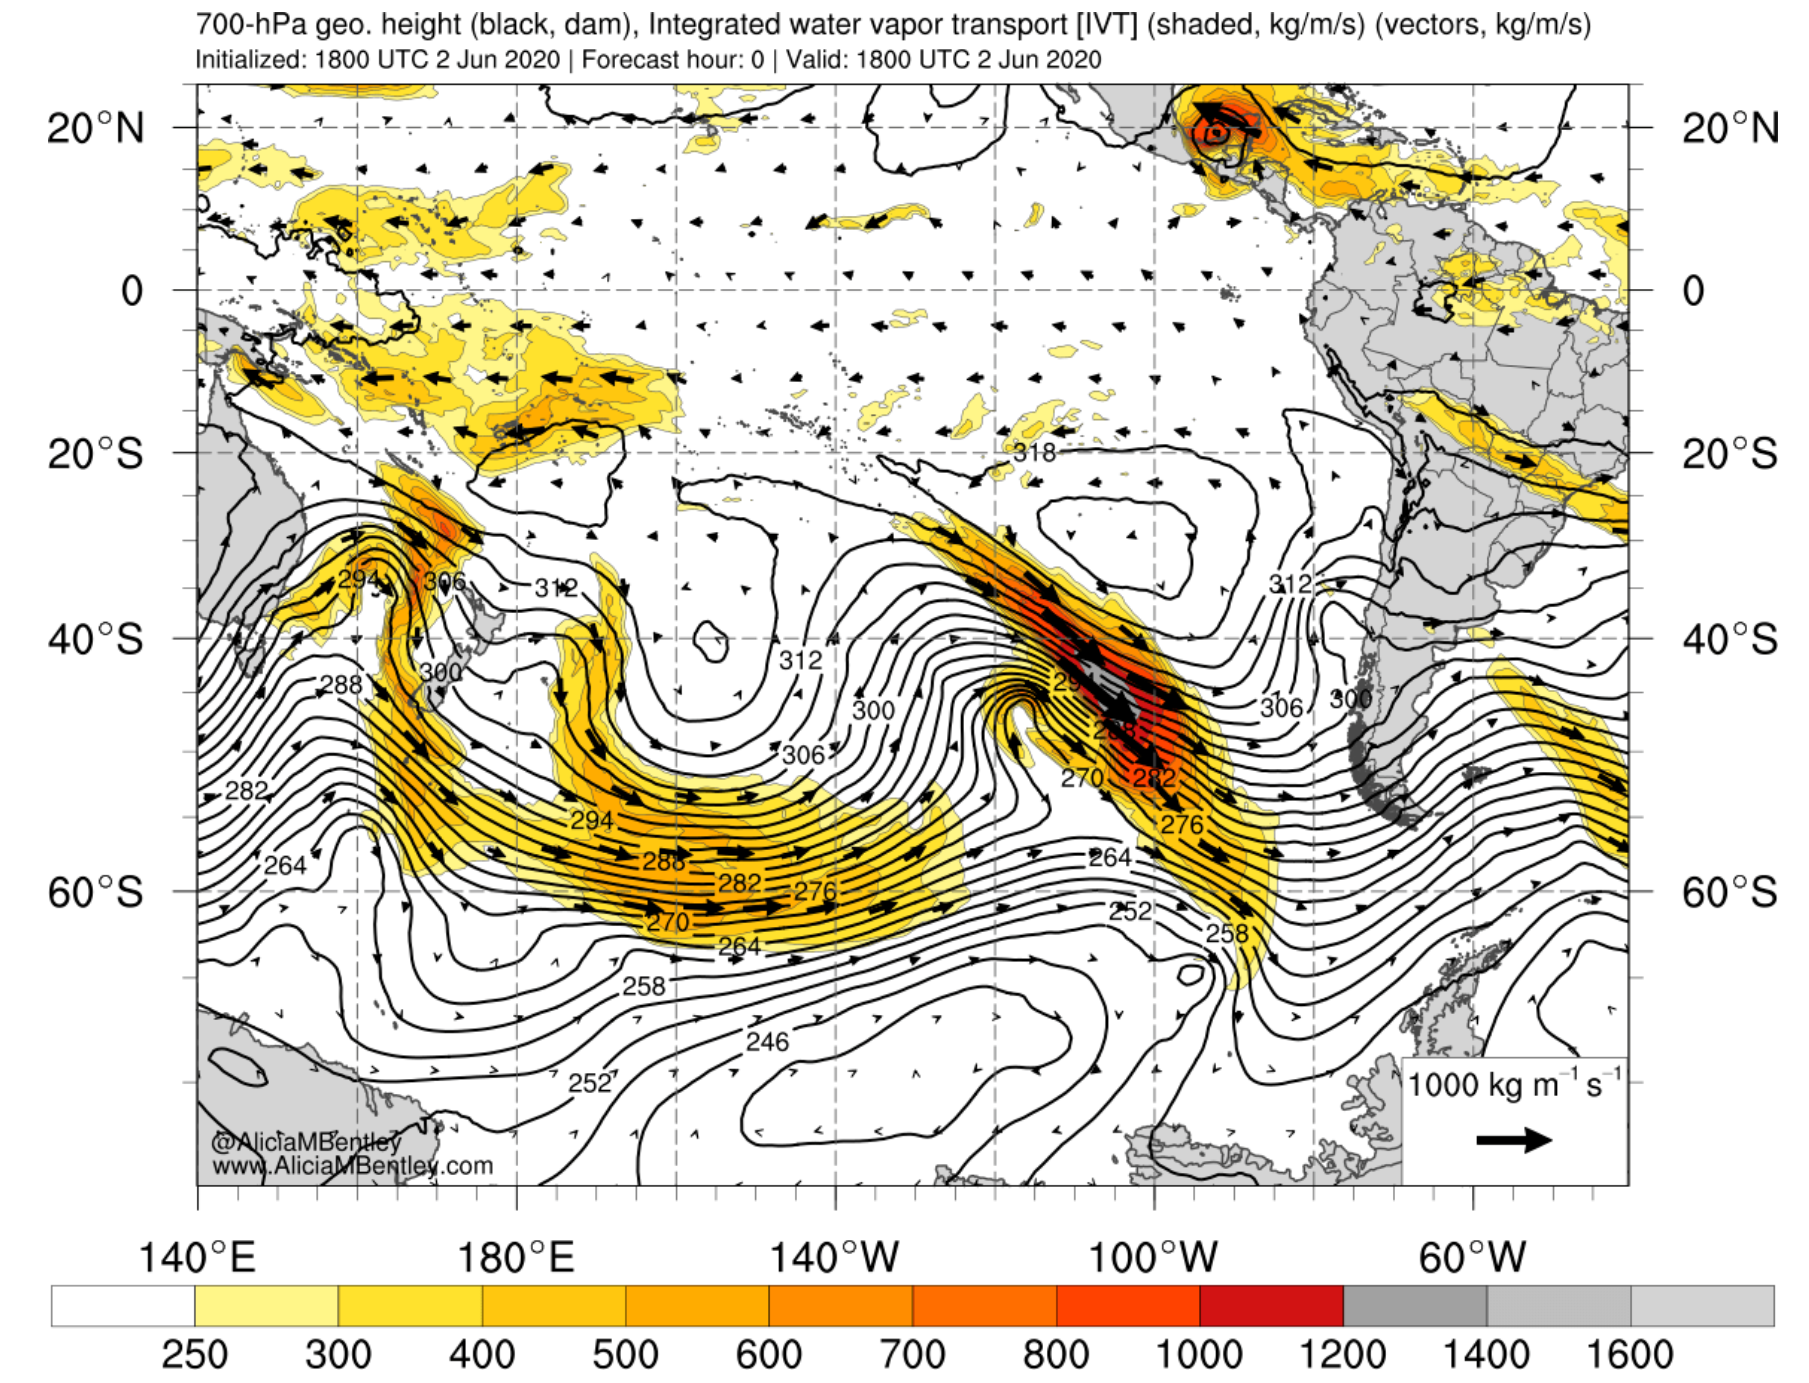 700-hPa geo. height (black, dam), Integrated water vapor transport [IVT] (shaded, kg/m/s) (vectors, kg/m/s)
Initialized: 1800 UTC 2 Jun 2020 | Forecast hour: 0 | Valid: 1800 UTC 2 Jun 2020
20°N 20°N
0 0
20°S 318 20°S
294 306 312 312
40°S 40°S
312
300
288 300 306 300
288
306
282 270 282
294 276
264 288 264
282 276
60°S 60°S
270 252
264 258
258
246
252
1000 kg m⁻¹ s⁻¹
@AliciaMBentley
www.AliciaMBentley.com
140°E 180°E 140°W 100°W 60°W
250 300 400 500 600 700 800 1000 1200 1400 1600